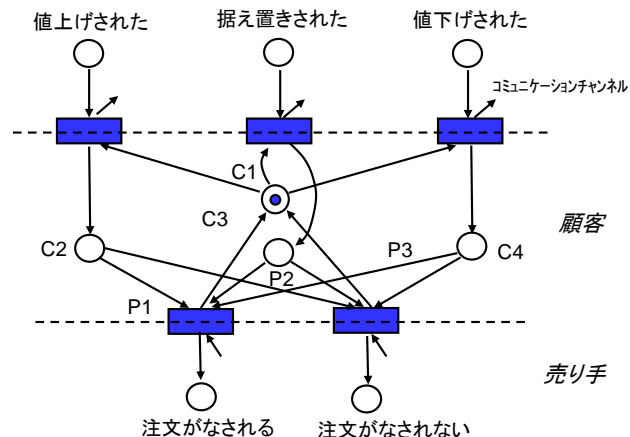 値上げされた
据え置きされた
値下げされた
コミュニケーションチャンネル
C1
C3
顧客
C2
P2
P3
C4
P1
売り手
注文がなされる
注文がなされない